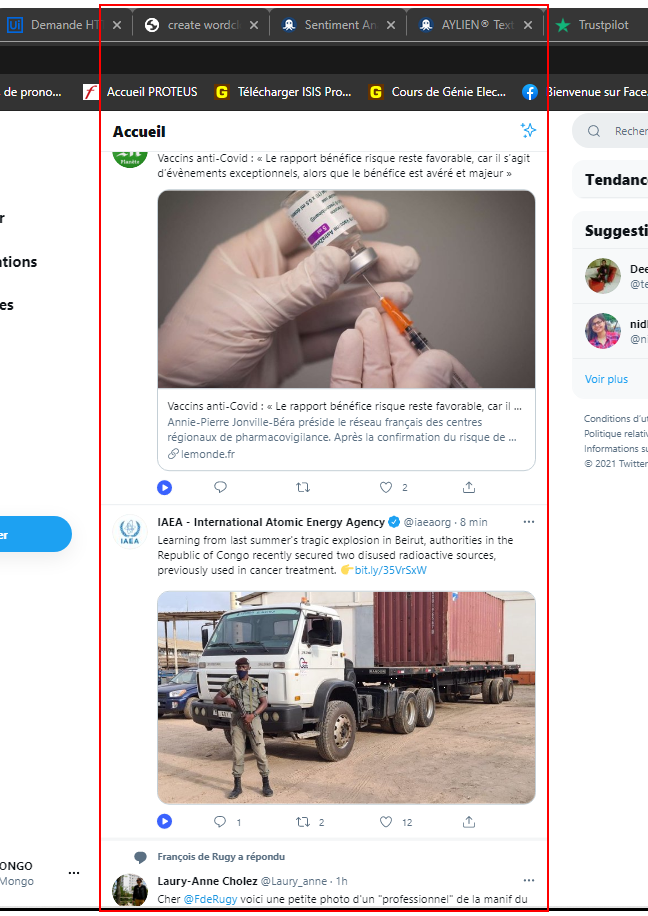 Demande HT
create wordcl
Sentiment An
AYLIEN® Text
Trustpilot
de prono...
Accueil PROTEUS
Télécharger ISIS Pro...
Cours de Génie Elec...
Bienvenue sur Face
Accueil
Recher
Planète
Vaccins anti-Covid : « Le rapport bénéfice risque reste favorable, car il s'agit
d'évènements exceptionnels, alors que le bénéfice est avéré et majeur »
Vaccins anti-Covid : « Le rapport bénéfice risque reste favorable, car il ...
Annie-Pierre Jonville-Béra préside le réseau français des centres
régionaux de pharmacovigilance. Après la confirmation du risque de ...
lemonde.fr
2
IAEA
IAEA - International Atomic Energy Agency @iaeaorg · 8 min
Learning from last summer's tragic explosion in Beirut, authorities in the
Republic of Congo recently secured two disused radioactive sources,
previously used in cancer treatment. 👉bit.ly/35VrSxW
1
2
12
François de Rugy a répondu
Laury-Anne Cholez @Laury_anne · 1h
Cher @FdeRugy voici une petite photo d'un "professionnel" de la manif du
r
ations
es
er
ONGO
Mongo
Tendanc
Suggesti
Dee
@te
nidl
@ni
Voir plus
Conditions d'ut
Politique relativ
Informations su
© 2021 Twitter